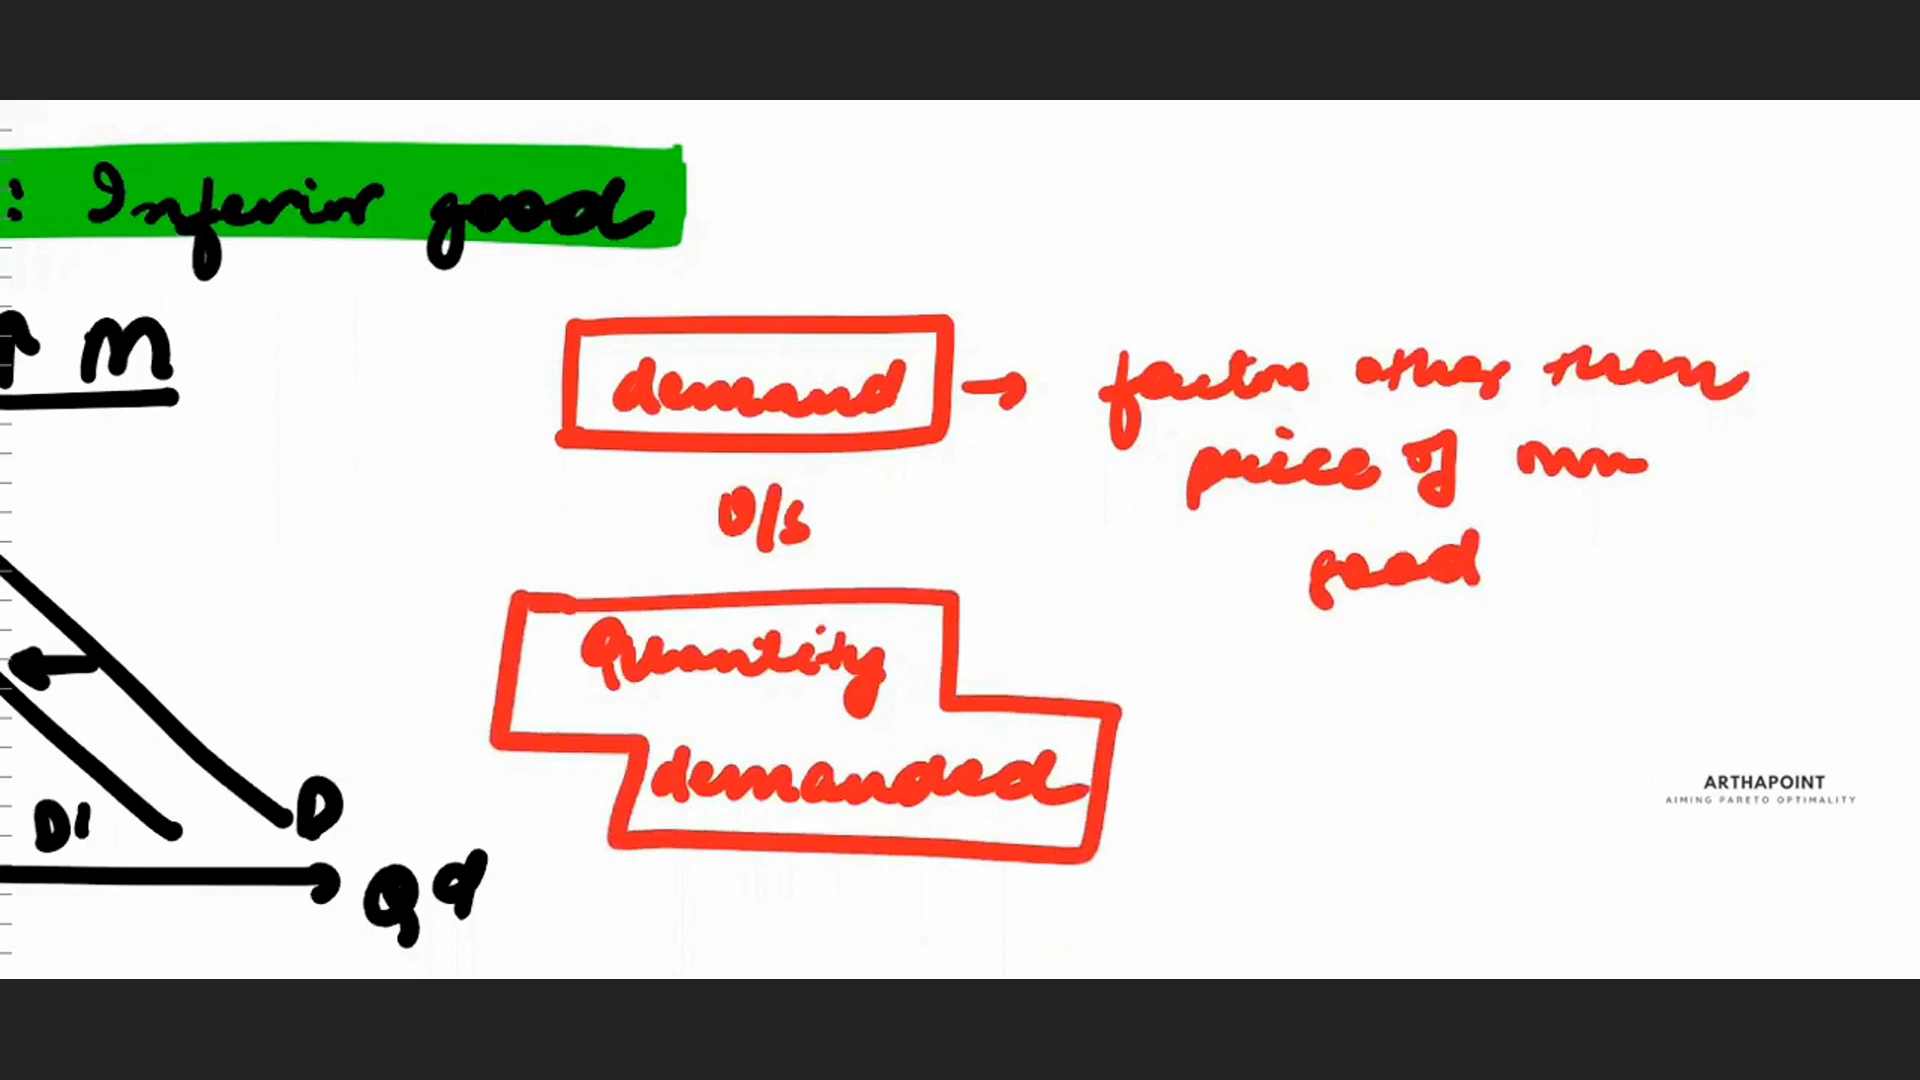 : Inferior good
↑ M
demand → factors other than
price of own
good
D/s
Quantity
demanded
D1
D
Qd
ARTHAPOINT
AIMING PARETO OPTIMALITY